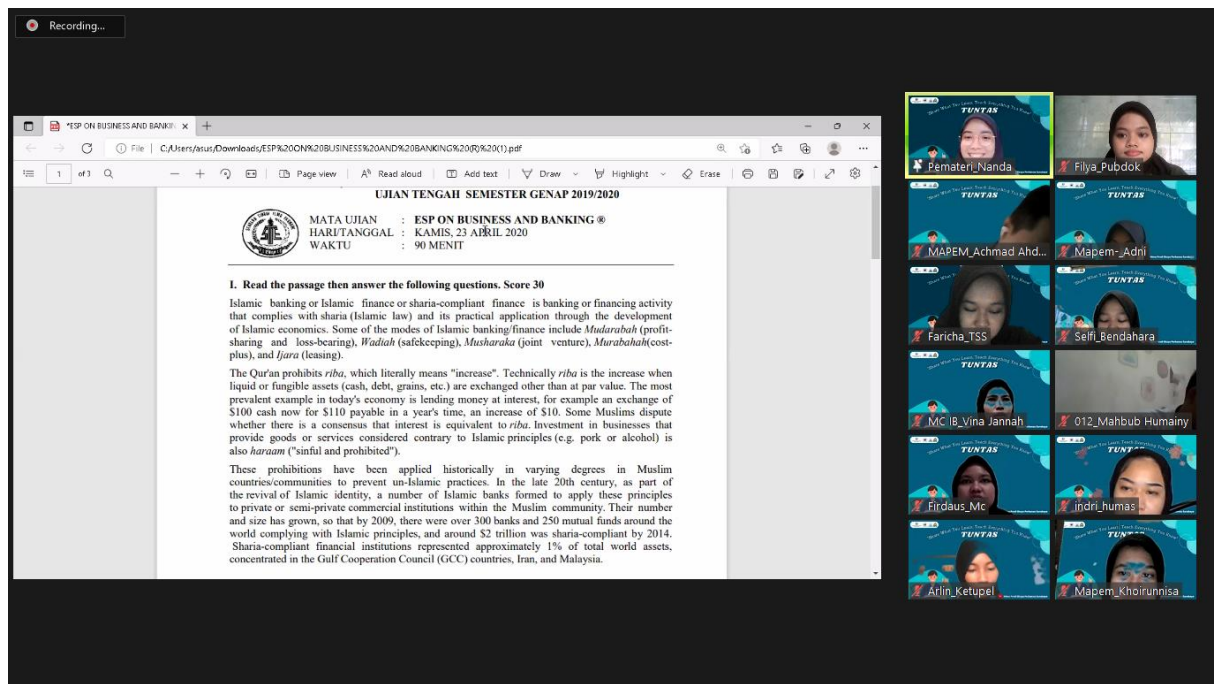 Recording...
*ESP ON BUSINESS AND BANKIN
File
C:/Users/asus/Downloads/ESP%20ON%20BUSINESS%20AND%20BANKING%20(R)%20(1).pdf
1 of 3
Page view
Read aloud
Add text
Draw
Highlight
Erase
UJIAN TENGAH SEMESTER GENAP 2019/2020
MATA UJIAN : ESP ON BUSINESS AND BANKING ®
HARI/TANGGAL : KAMIS, 23 APRIL 2020
WAKTU : 90 MENIT
I. Read the passage then answer the following questions. Score 30
Islamic banking or Islamic finance or sharia-compliant finance is banking or financing activity
that complies with sharia (Islamic law) and its practical application through the development
of Islamic economics. Some of the modes of Islamic banking/finance include Mudarabah (profit-
sharing and loss-bearing), Wadiah (safekeeping), Musharaka (joint venture), Murabahah(cost-
plus), and Ijara (leasing).
The Qur'an prohibits riba, which literally means "increase". Technically riba is the increase when
liquid or fungible assets (cash, debt, grains, etc.) are exchanged other than at par value. The most
prevalent example in today's economy is lending money at interest, for example an exchange of
$100 cash now for $110 payable in a year's time, an increase of $10. Some Muslims dispute
whether there is a consensus that interest is equivalent to riba. Investment in businesses that
provide goods or services considered contrary to Islamic principles (e.g. pork or alcohol) is
also haraam ("sinful and prohibited").
These prohibitions have been applied historically in varying degrees in Muslim
countries/communities to prevent un-Islamic practices. In the late 20th century, as part of
the revival of Islamic identity, a number of Islamic banks formed to apply these principles
to private or semi-private commercial institutions within the Muslim community. Their number
and size has grown, so that by 2009, there were over 300 banks and 250 mutual funds around the
world complying with Islamic principles, and around $2 trillion was sharia-compliant by 2014.
Sharia-compliant financial institutions represented approximately 1% of total world assets,
concentrated in the Gulf Cooperation Council (GCC) countries, Iran, and Malaysia.
TUNTAS
Pemateri_Nanda
Filya_Pubdok
TUNTAS
TUNTAS
MAPEM_Achmad Ahd...
Mapem-_Adni
Faricha_TSS
Selfi_Bendahara
TUNTAS
MC IB_Vina Jannah
012_Mahbub Humainy
TUNTAS
TUNTAS
Firdaus_Mc
indri_humas
TUNTAS
TUNTAS
Arlin_Ketupel
Mapem_Khoirunnisa